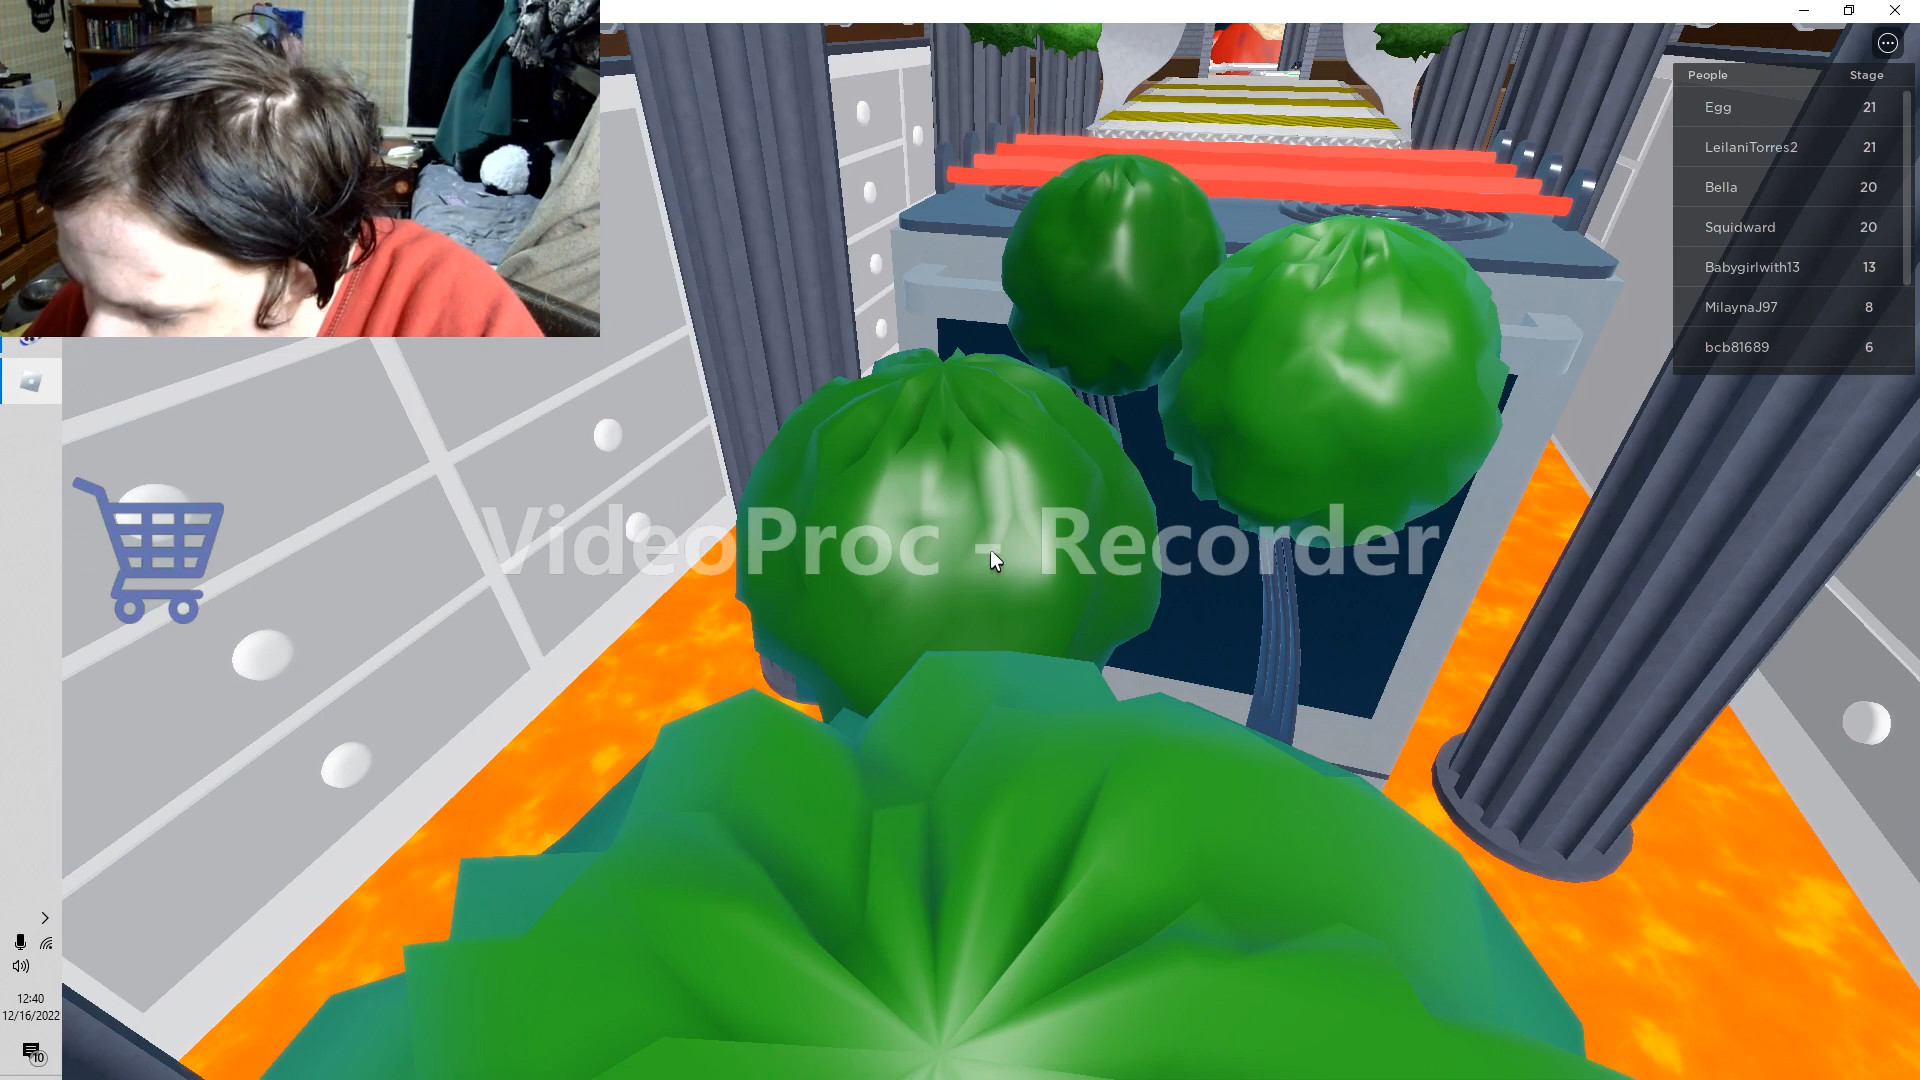 People Stage
Egg 21
LeilaniTorres2 21
Bella 20
Squidward 20
Babygirlwith13 13
MilaynaJ97 8
bcb81689 6
VideoProc - Recorder
12:40
12/16/2022
10